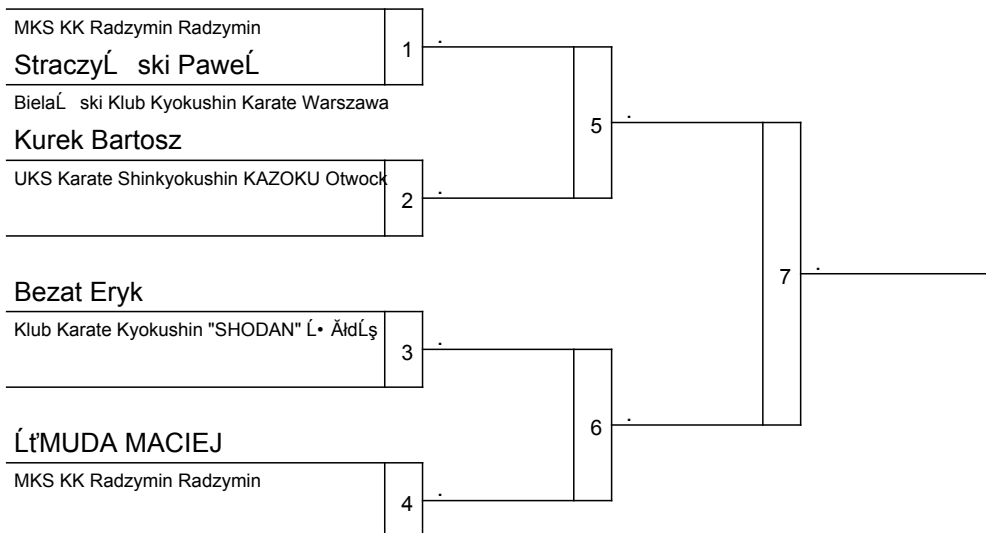 MKS KK Radzymin Radzymin
1
StraczyĹ ski PaweĹ
BielaĹ ski Klub Kyokushin Karate Warszawa
5
Kurek Bartosz
UKS Karate Shinkyokushin KAZOKU Otwock
2
7
Bezat Eryk
Klub Karate Kyokushin "SHODAN" Ĺ• ĂłdĹş
3
6
ĹťMUDA MACIEJ
MKS KK Radzymin Radzymin
4